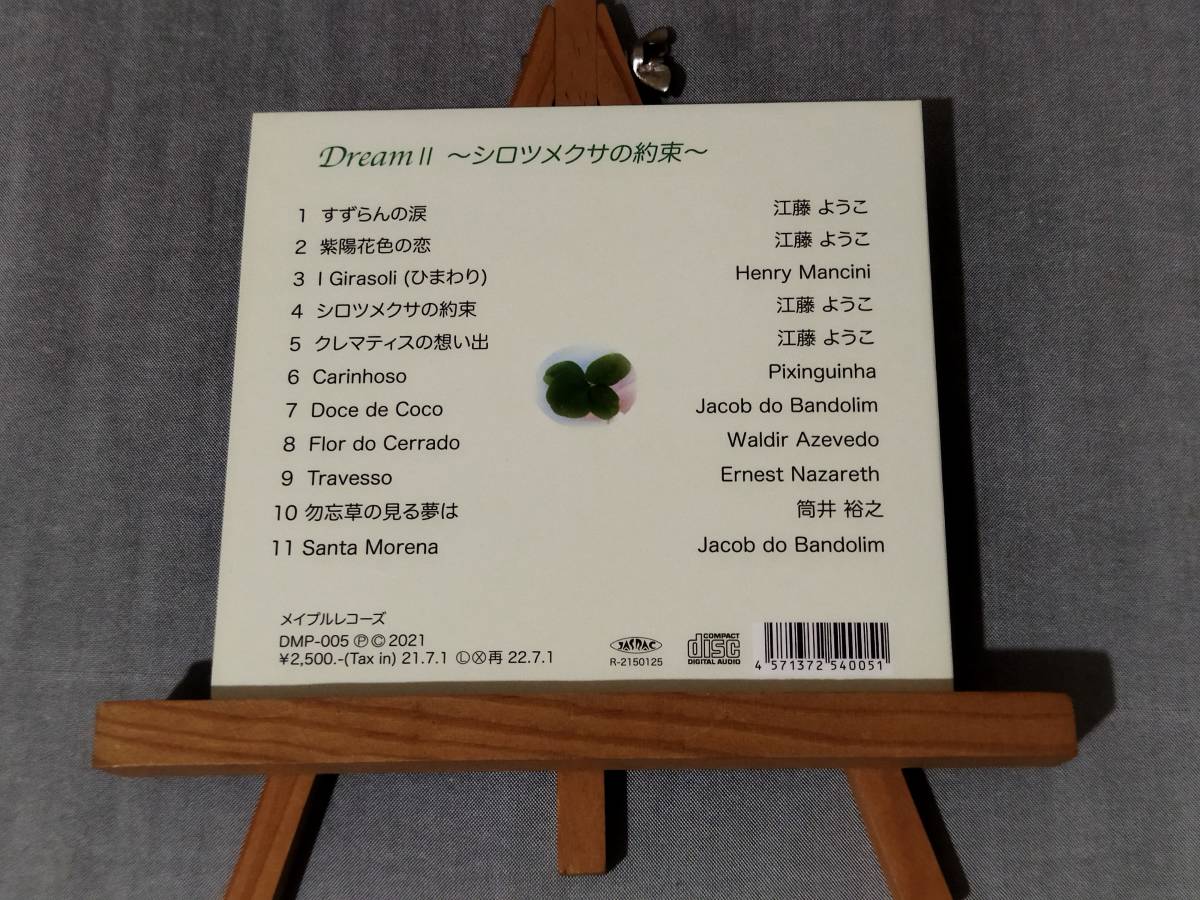 Dream II 〜シロツメクサの約束〜
1 すずらんの涙 江藤 ようこ
2 紫陽花色の恋 江藤 ようこ
3 I Girasoli (ひまわり) Henry Mancini
4 シロツメクサの約束 江藤 ようこ
5 クレマティスの想い出 江藤 ようこ
6 Carinhoso Pixinguinha
7 Doce de Coco Jacob do Bandolim
8 Flor do Cerrado Waldir Azevedo
9 Travesso Ernest Nazareth
10 勿忘草の見る夢は 筒井 裕之
11 Santa Morena Jacob do Bandolim
メイプルレコーズ
DMP-005 ℗ © 2021
¥2,500.-(Tax in) 21.7.1 Ⓛ Ⓧ 再 22.7.1
JASRAC
R-2150125
COMPACT
disc
DIGITAL AUDIO
4 571372 540051